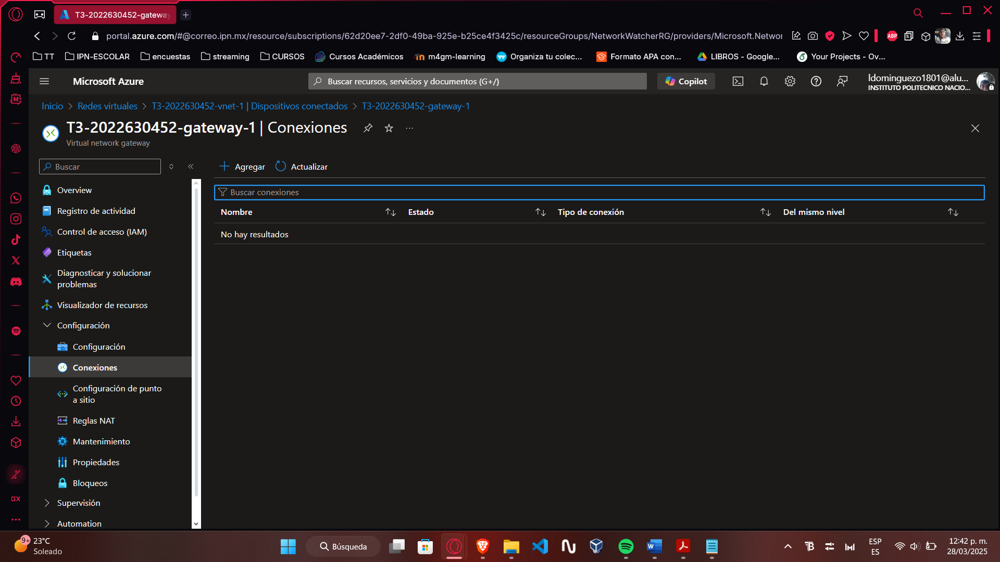 T3-2022630452-gateway
portal.azure.com/#@correo.ipn.mx/resource/subscriptions/62d20ee7-2df0-49ba-925e-b25ce4f3425c/resourceGroups/NetworkWatcherRG/providers/Microsoft.Networ
ABP
TT
IPN-ESCOLAR
encuestas
streaming
CURSOS
Cursos Académicos
m4gm-learning
Organiza tu colec...
Formato APA con...
LIBROS - Google...
Your Projects - Ov...
Microsoft Azure
Buscar recursos, servicios y documentos (G+/)
Copilot
ldominguezo1801@alu...
INSTITUTO POLITECNICO NACIO...
Inicio > Redes virtuales > T3-2022630452-vnet-1 | Dispositivos conectados > T3-2022630452-gateway-1
T3-2022630452-gateway-1 | Conexiones
Virtual network gateway
Buscar
Agregar
Actualizar
Buscar conexiones
Nombre
Estado
Tipo de conexión
Del mismo nivel
No hay resultados
Overview
Registro de actividad
Control de acceso (IAM)
Etiquetas
Diagnosticar y solucionar
problemas
Visualizador de recursos
Configuración
Configuración
Conexiones
Configuración de punto
a sitio
Reglas NAT
Mantenimiento
Propiedades
Bloqueos
Supervisión
Automation
GX
9+
23°C
Soleado
Búsqueda
ESP
ES
12:42 p. m.
28/03/2025